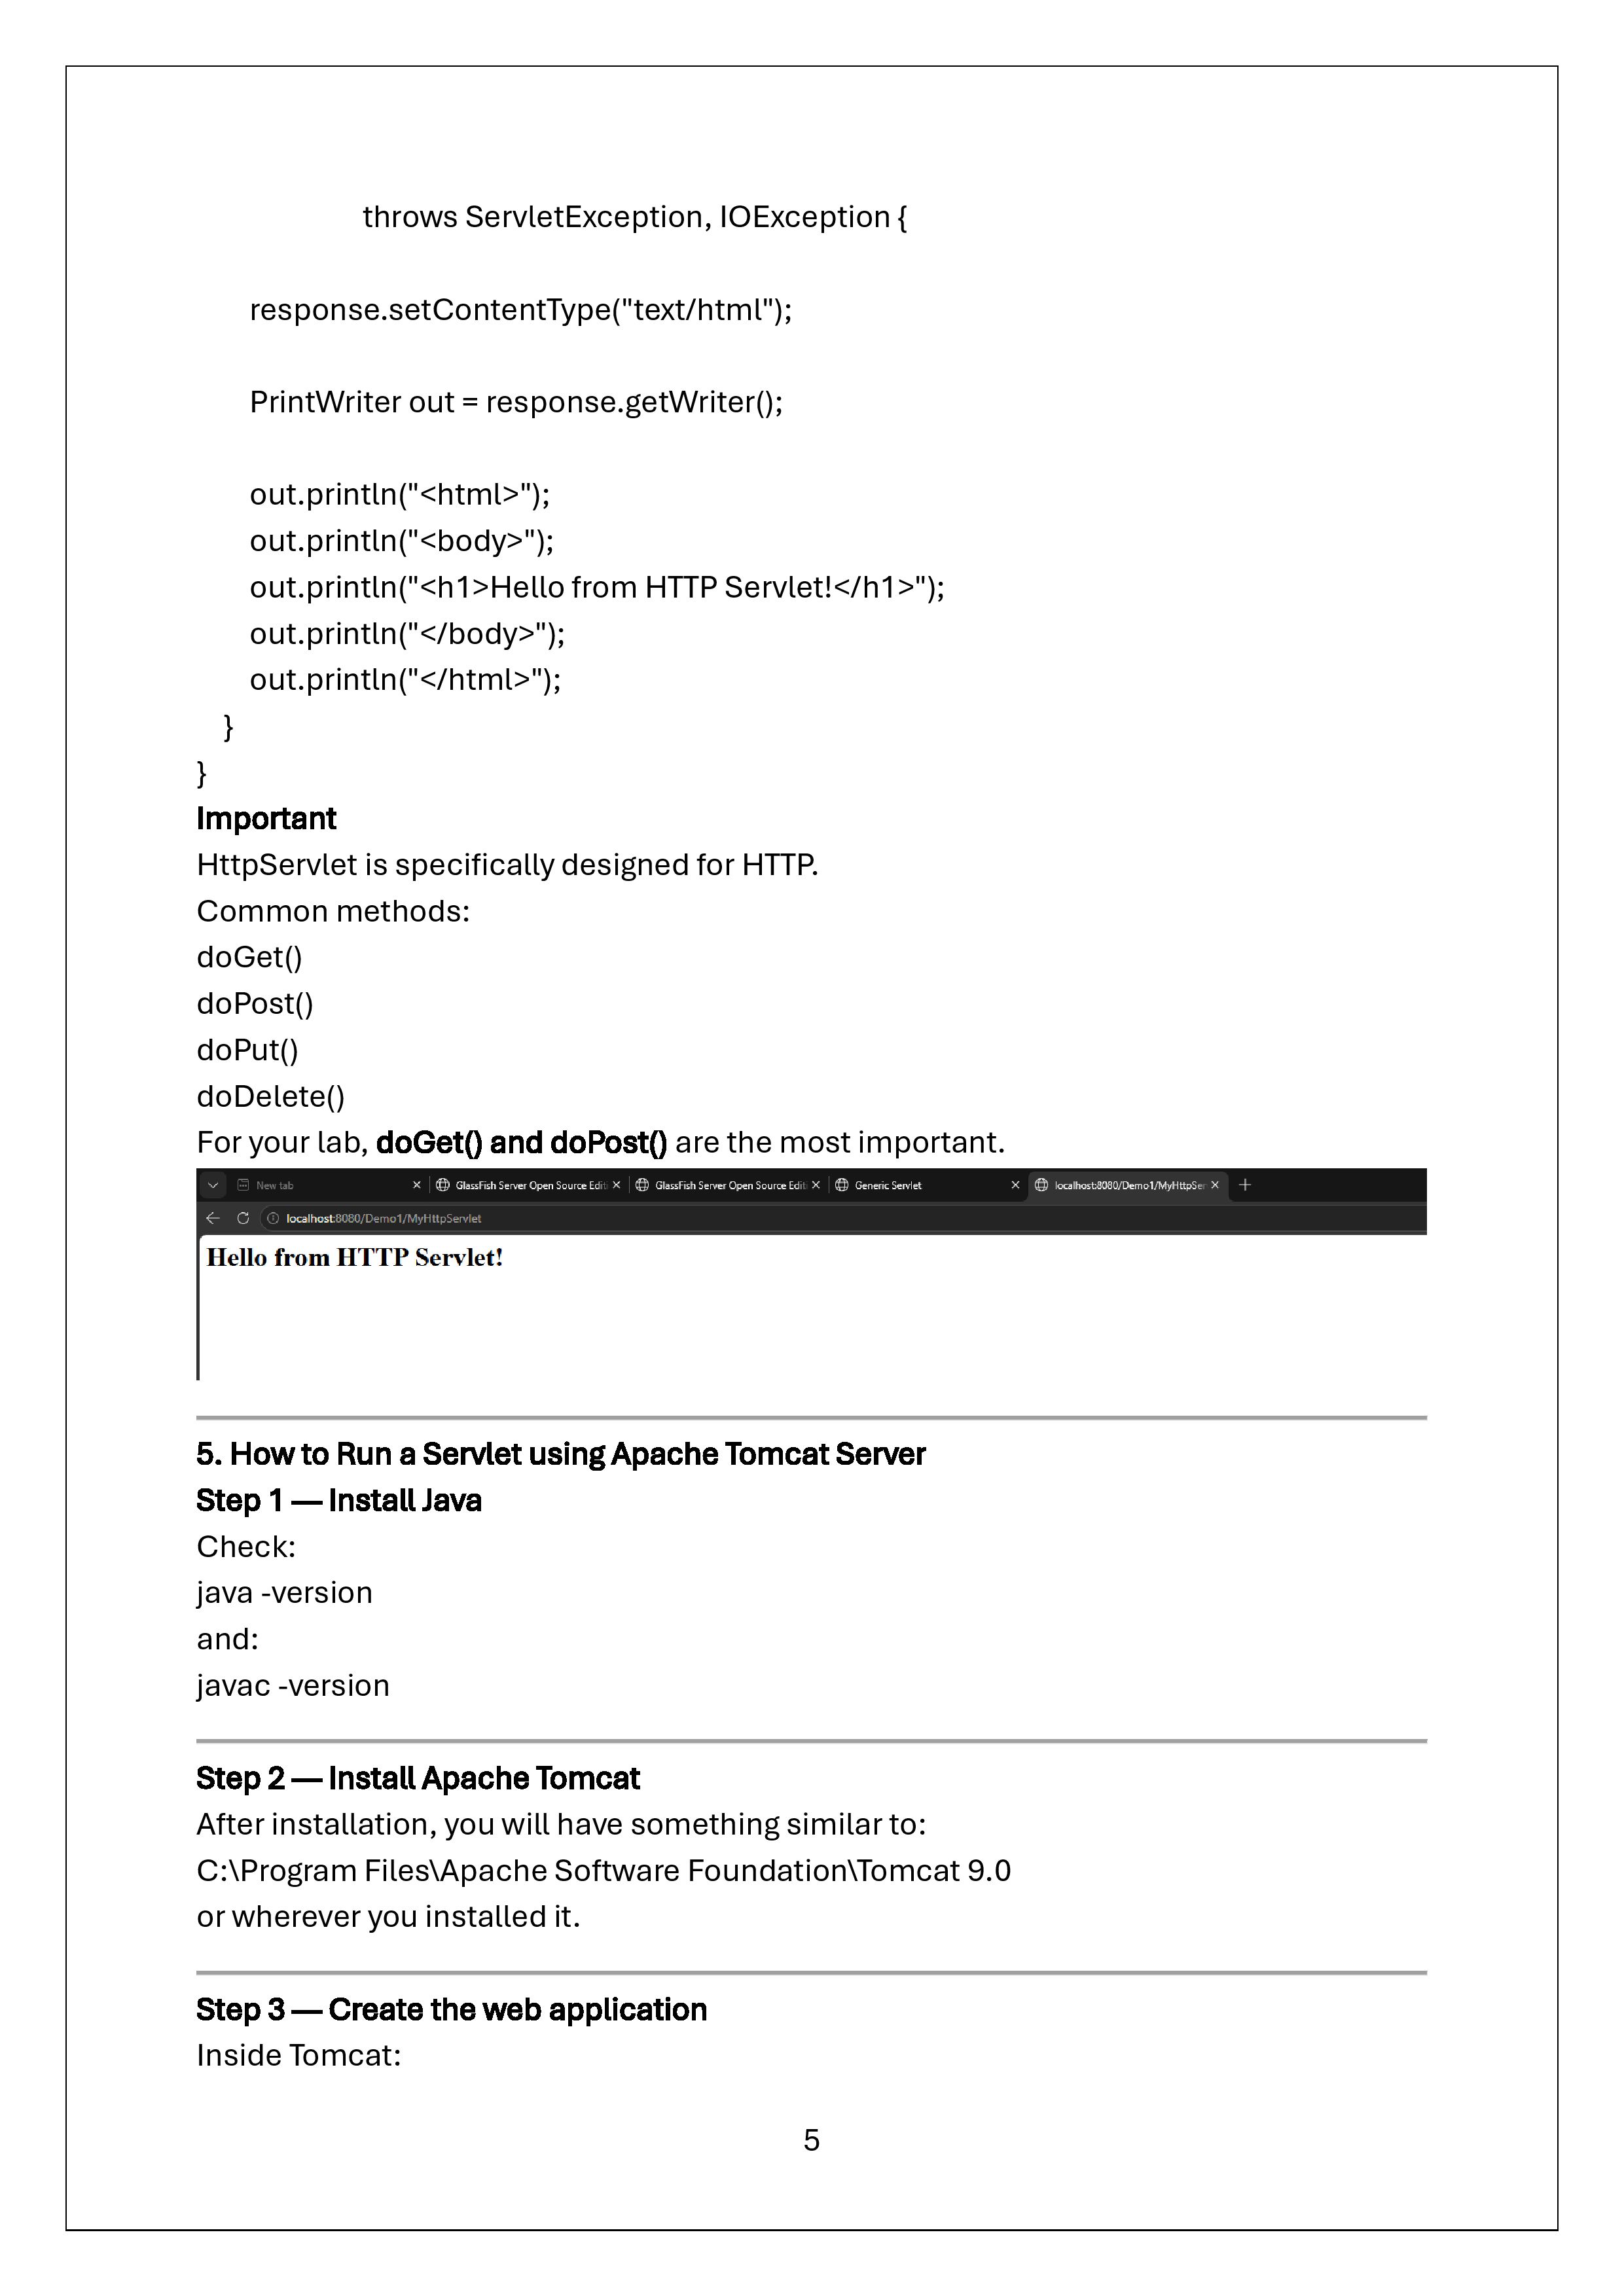 throws ServletException, IOException {
response.setContentType("text/html");
PrintWriter out = response.getWriter();
out.println("<html>");
out.println("<body>");
out.println("<h1>Hello from HTTP Servlet!</h1>");
out.println("</body>");
out.println("</html>");
}
}
Important
HttpServlet is specifically designed for HTTP.
Common methods:
doGet()
doPost()
doPut()
doDelete()
For your lab, doGet() and doPost() are the most important.
New tab GlassFish Server Open Source Edit GlassFish Server Open Source Edit Generic Servlet localhost:8080/Demo1/MyHttpSer
localhost:8080/Demo1/MyHttpServlet
Hello from HTTP Servlet!
5. How to Run a Servlet using Apache Tomcat Server
Step 1 — Install Java
Check:
java -version
and:
javac -version
Step 2 — Install Apache Tomcat
After installation, you will have something similar to:
C:\Program Files\Apache Software Foundation\Tomcat 9.0
or wherever you installed it.
Step 3 — Create the web application
Inside Tomcat:
5